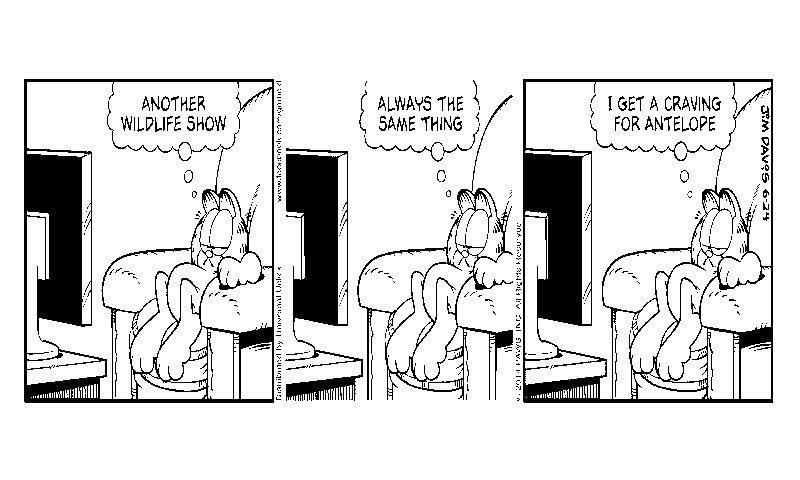 ANOTHER
WILDLIFE SHOW
ALWAYS THE
SAME THING
I GET A CRAVING
FOR ANTELOPE
JIM DAVIS 6-24